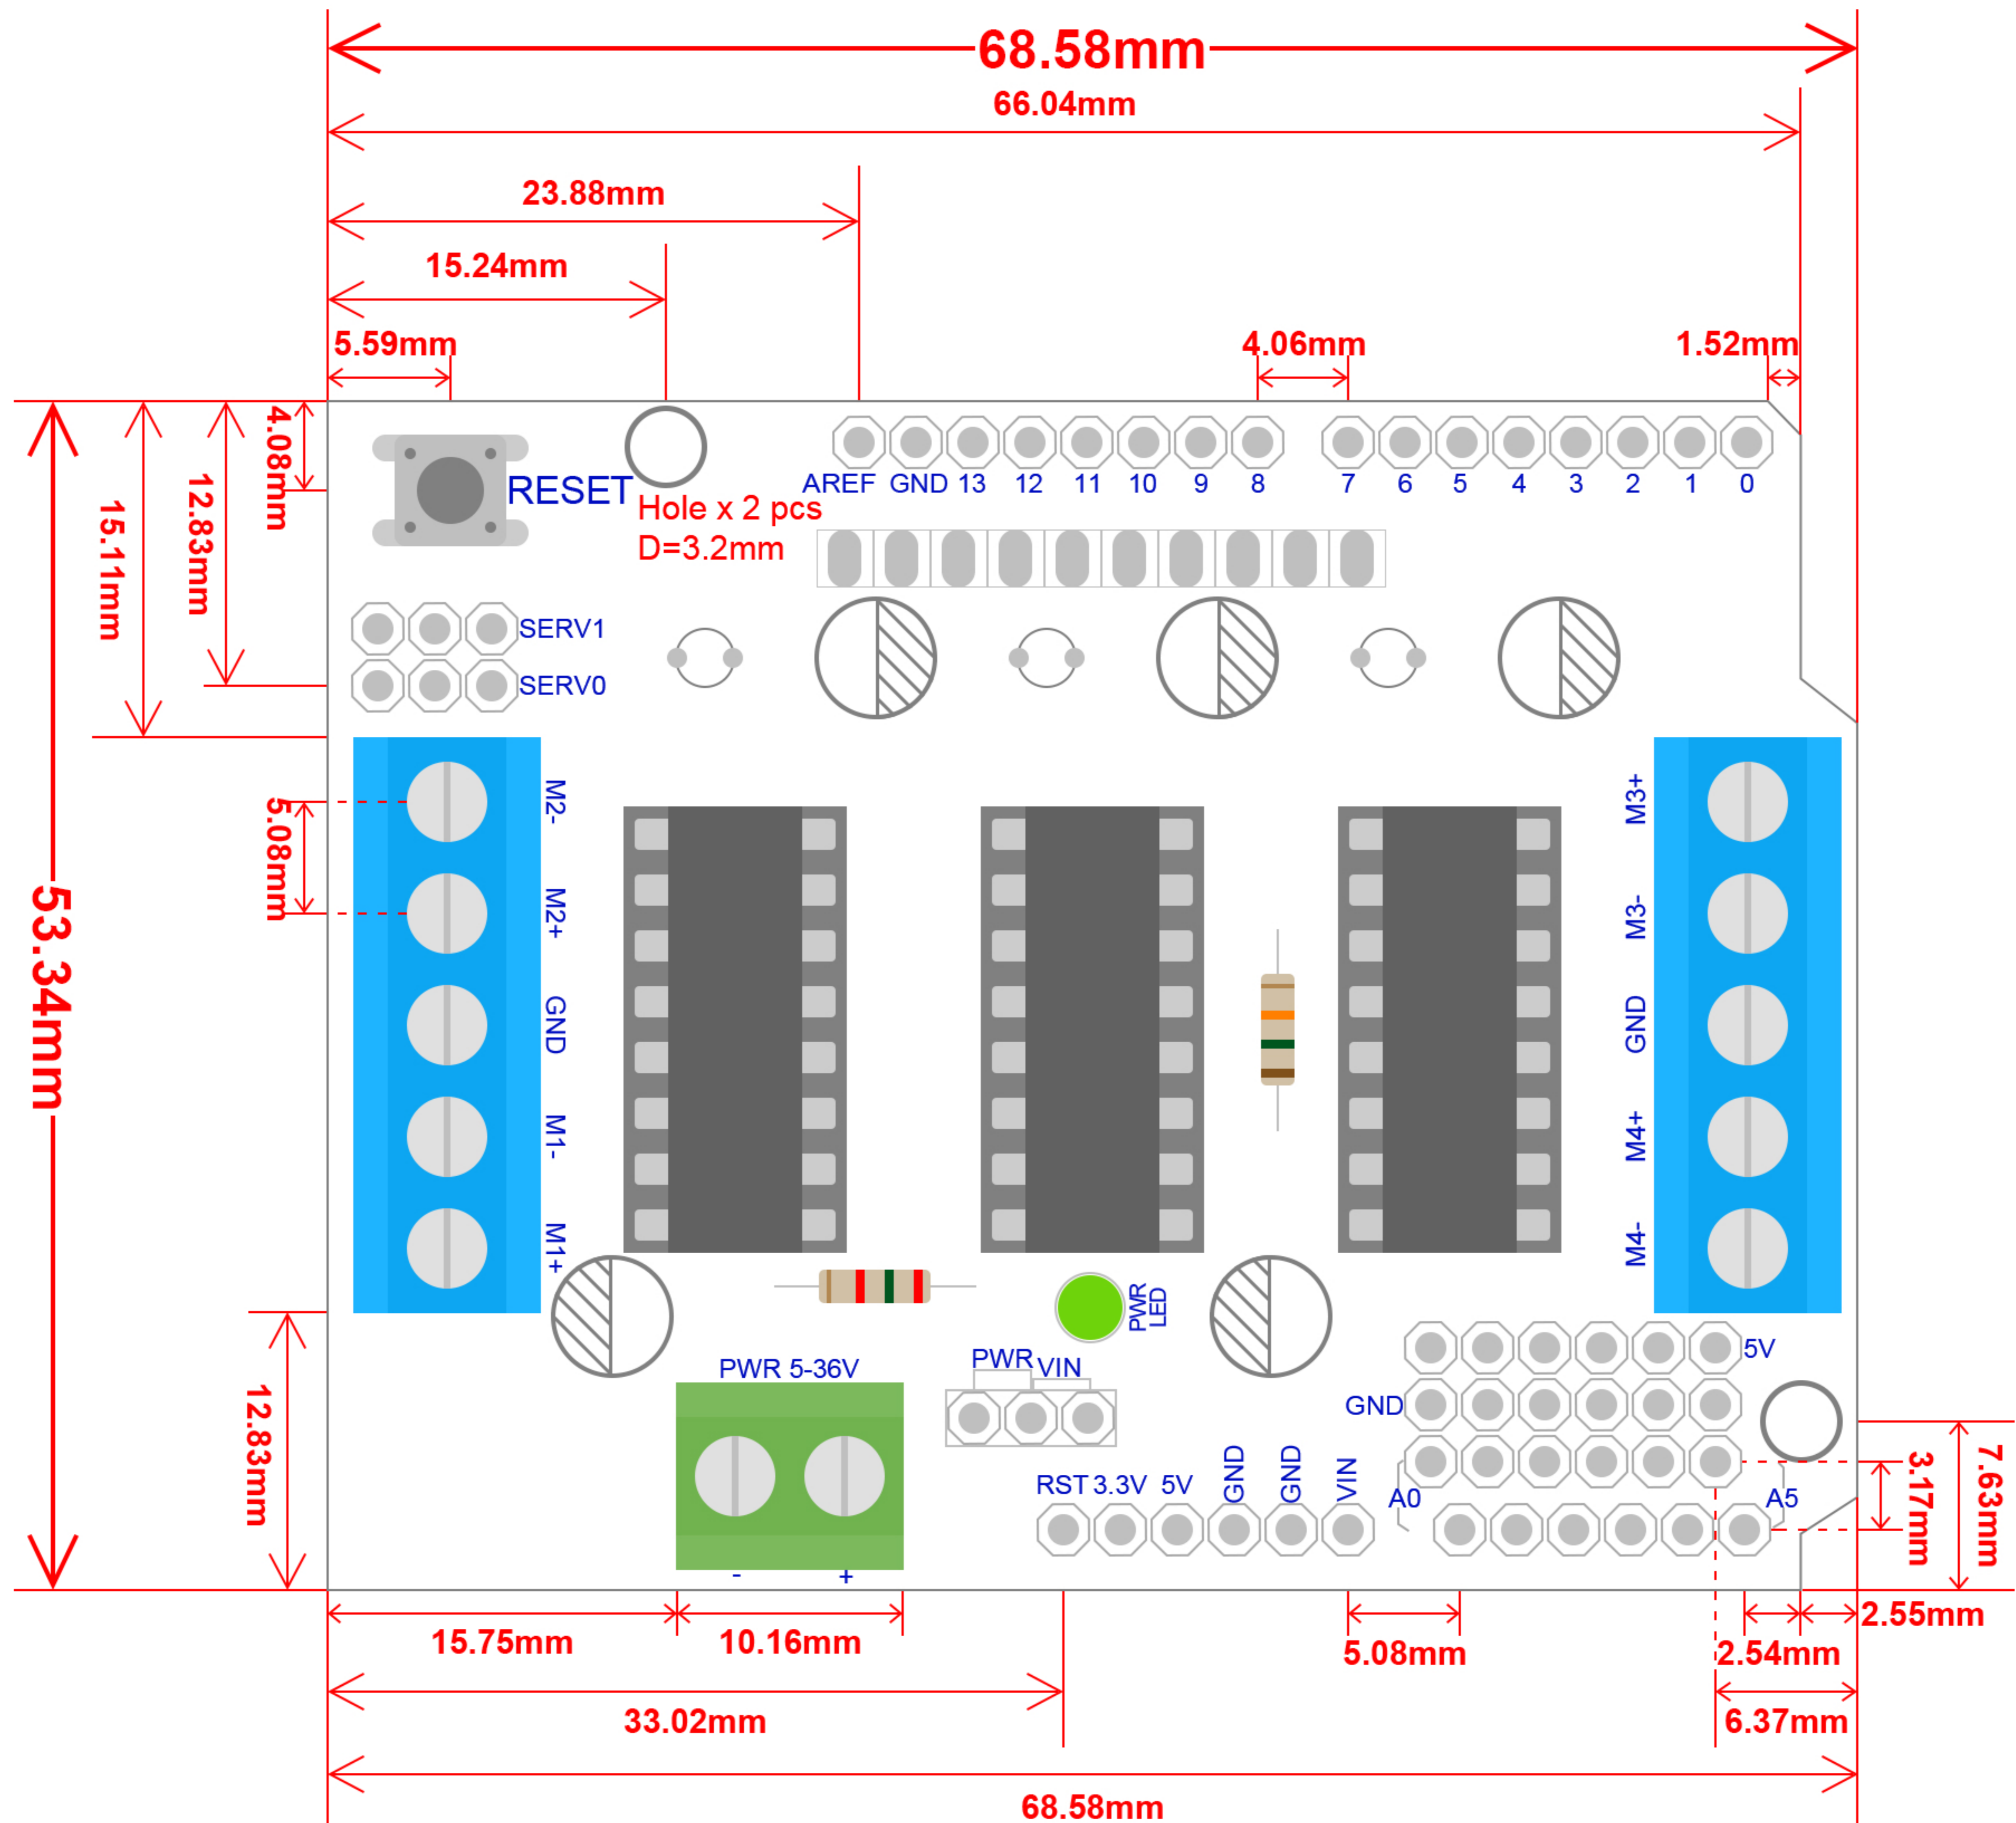 68.58mm
66.04mm
23.88mm
15.24mm
5.59mm
4.06mm
1.52mm
4.08mm
12.83mm
15.11mm
53.34mm
RESET
Hole x 2 pcs
D=3.2mm
AREF GND 13 12 11 10 9 8 7 6 5 4 3 2 1 0
SERV1
SERV0
5.08mm
M2-
M2+
GND
M1-
M1+
M3+
M3-
GND
M4+
M4-
12.83mm
PWR
LED
PWR 5-36V
PWR VIN
5V
GND
RST 3.3V 5V GND GND VIN
A0
A5
- +
3.17mm
7.63mm
15.75mm
10.16mm
5.08mm
2.54mm
2.55mm
33.02mm
6.37mm
68.58mm